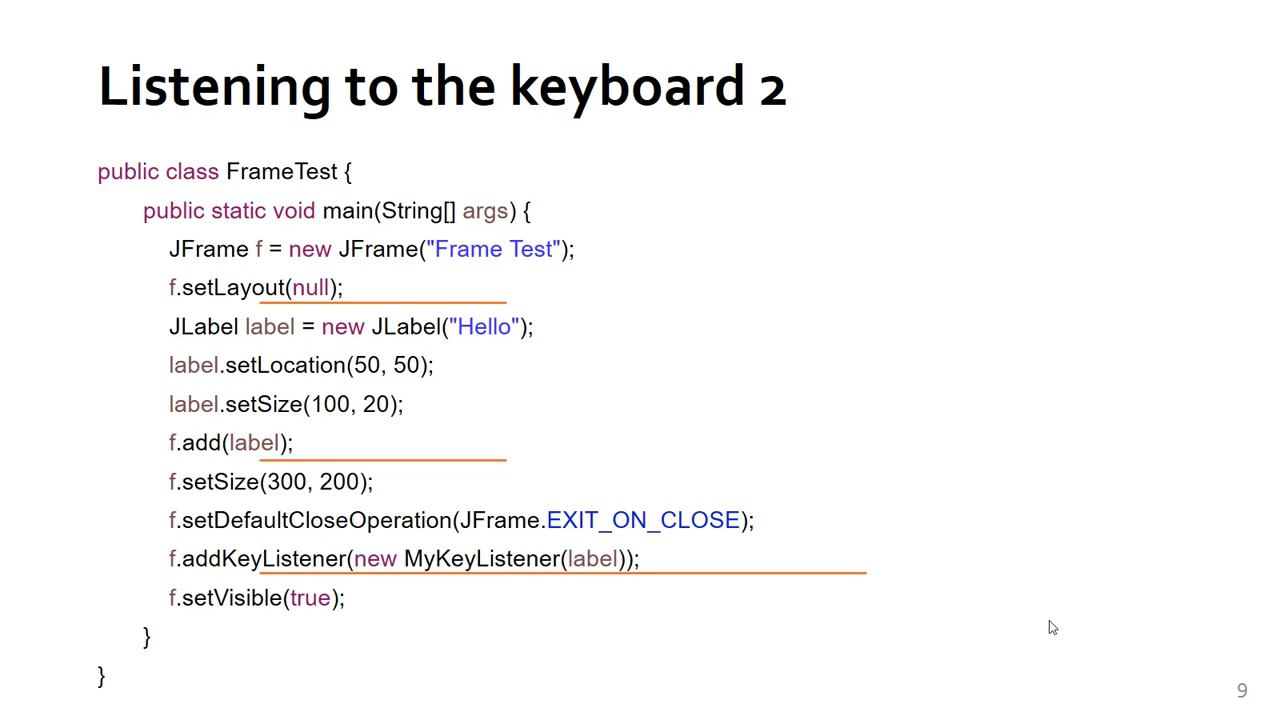 Listening to the keyboard 2
public class FrameTest {
public static void main(String[] args) {
JFrame f = new JFrame("Frame Test");
f.setLayout(null);
JLabel label = new JLabel("Hello");
label.setLocation(50, 50);
label.setSize(100, 20);
f.add(label);
f.setSize(300, 200);
f.setDefaultCloseOperation(JFrame.EXIT_ON_CLOSE);
f.addKeyListener(new MyKeyListener(label));
f.setVisible(true);
}
}
9